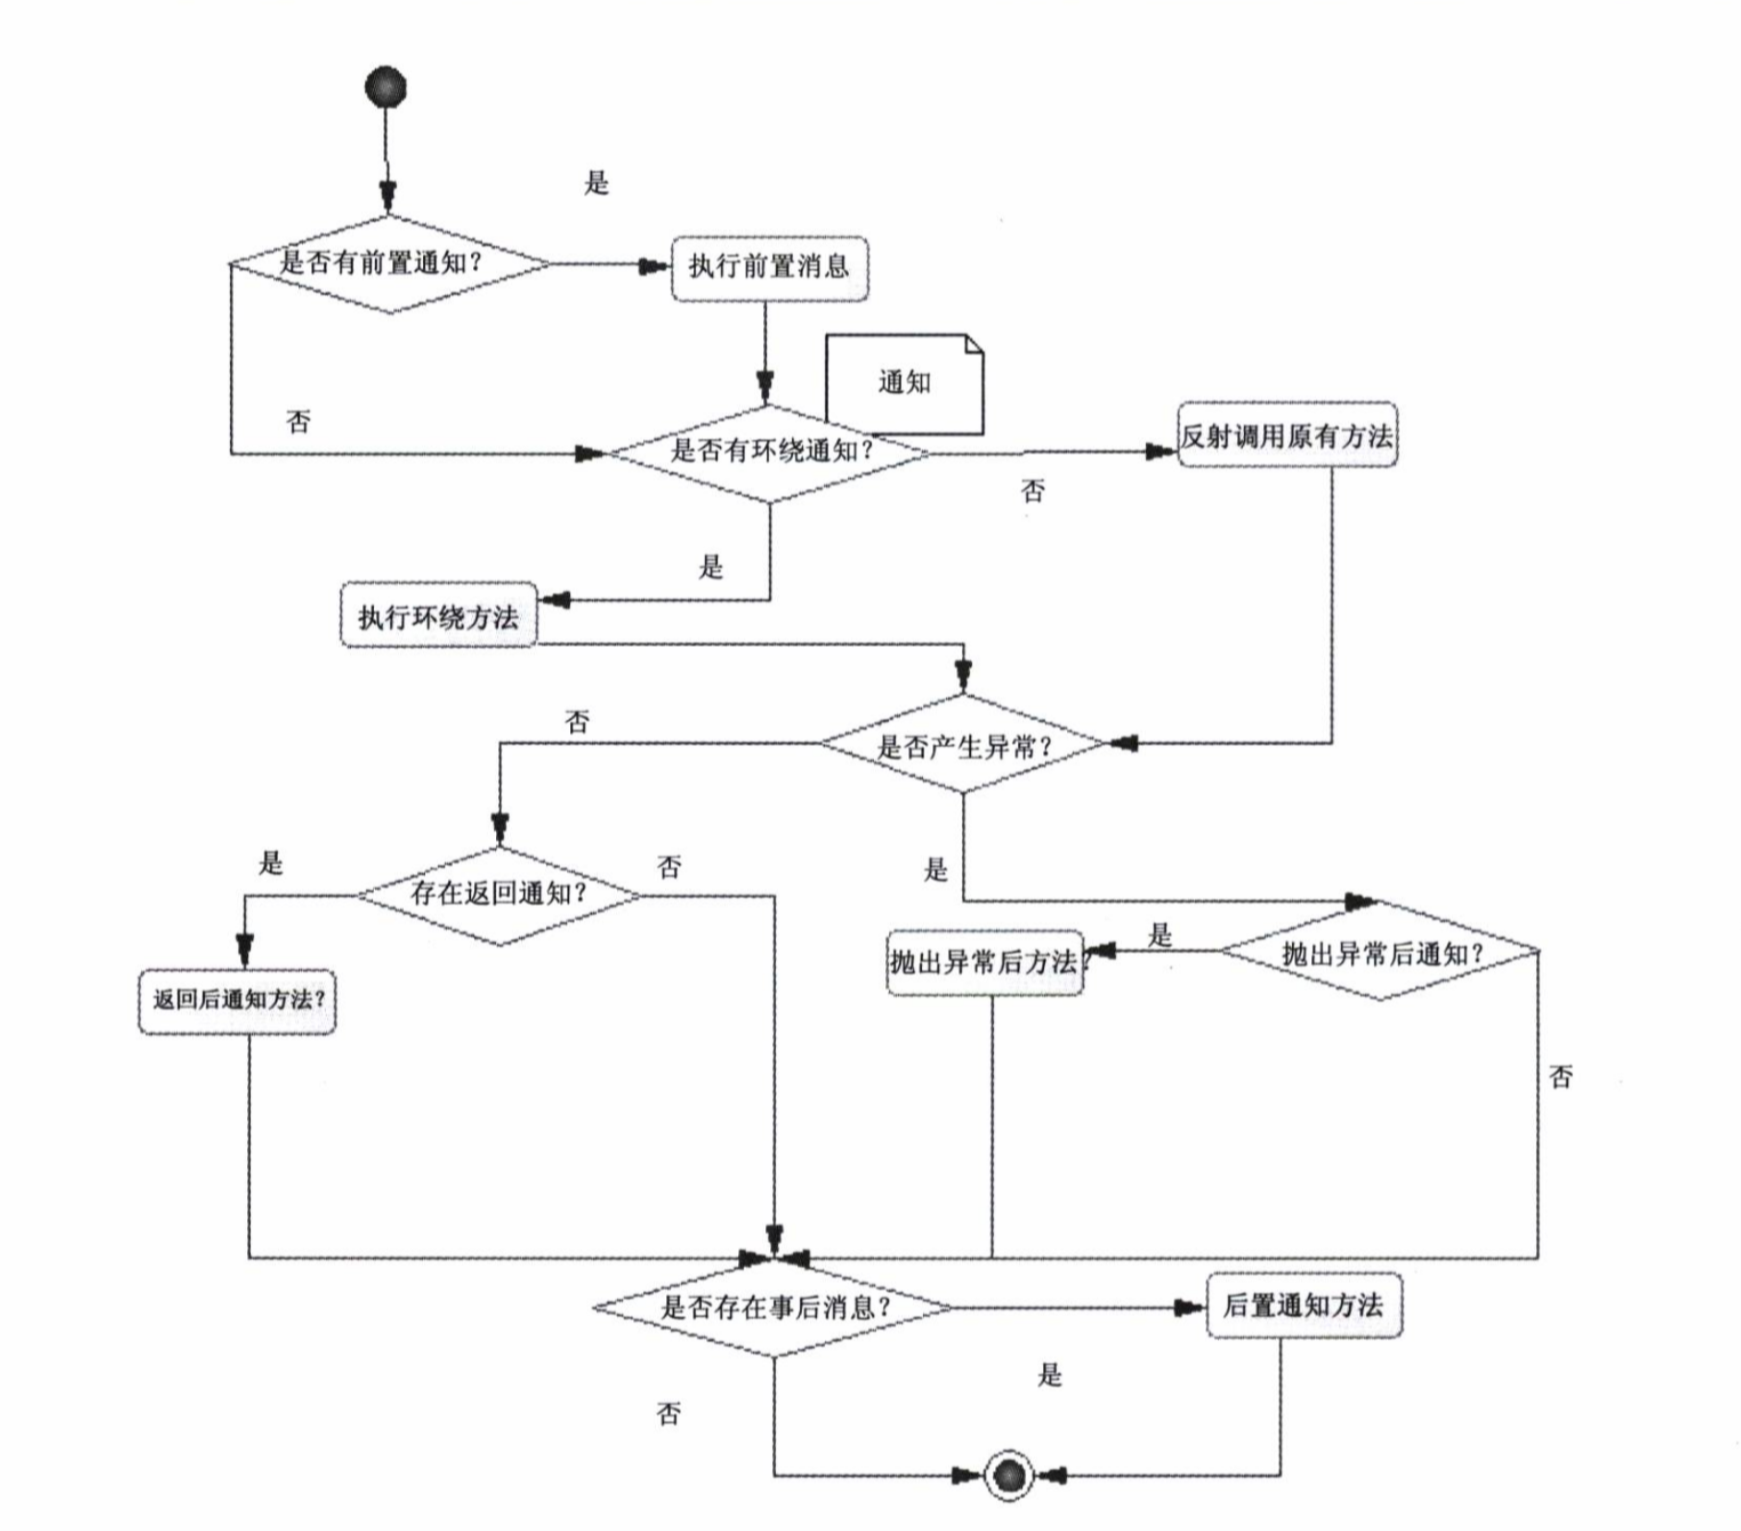 是
是否有前置通知？
执行前置消息
通知
否
是否有环绕通知？
反射调用原有方法
否
是
执行环绕方法
否
是否产生异常？
是
存在返回通知？
否
是
抛出异常后方法？
是
抛出异常后通知？
返回后通知方法？
否
是否存在事后消息？
后置通知方法
是
否